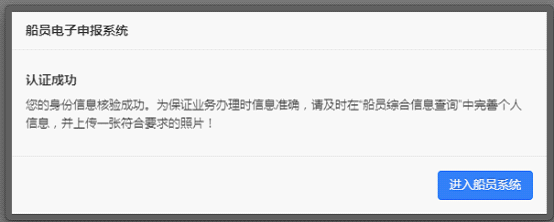 船员电子申报系统
认证成功
您的身份信息核验成功。为保证业务办理时信息准确，请及时在“船员综合信息查询”中完善个人
信息，并上传一张符合要求的照片！
进入船员系统